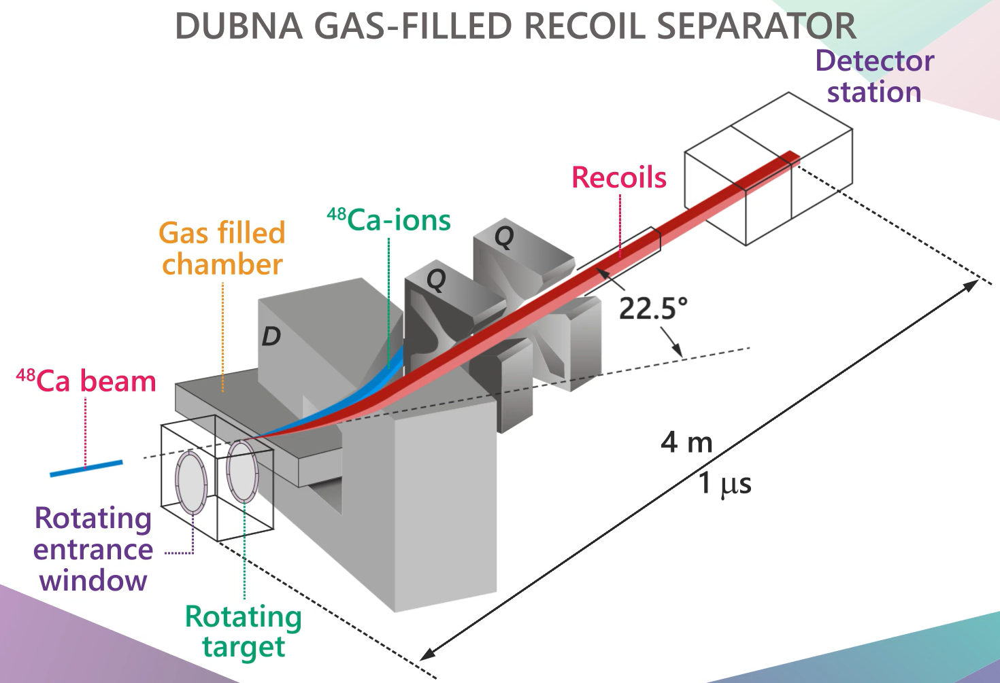 DUBNA GAS-FILLED RECOIL SEPARATOR
Detector
station
Recoils
⁴⁸Ca-ions
Gas filled
chamber
Q
Q
D
22.5°
⁴⁸Ca beam
4 m
1 μs
Rotating
entrance
window
Rotating
target